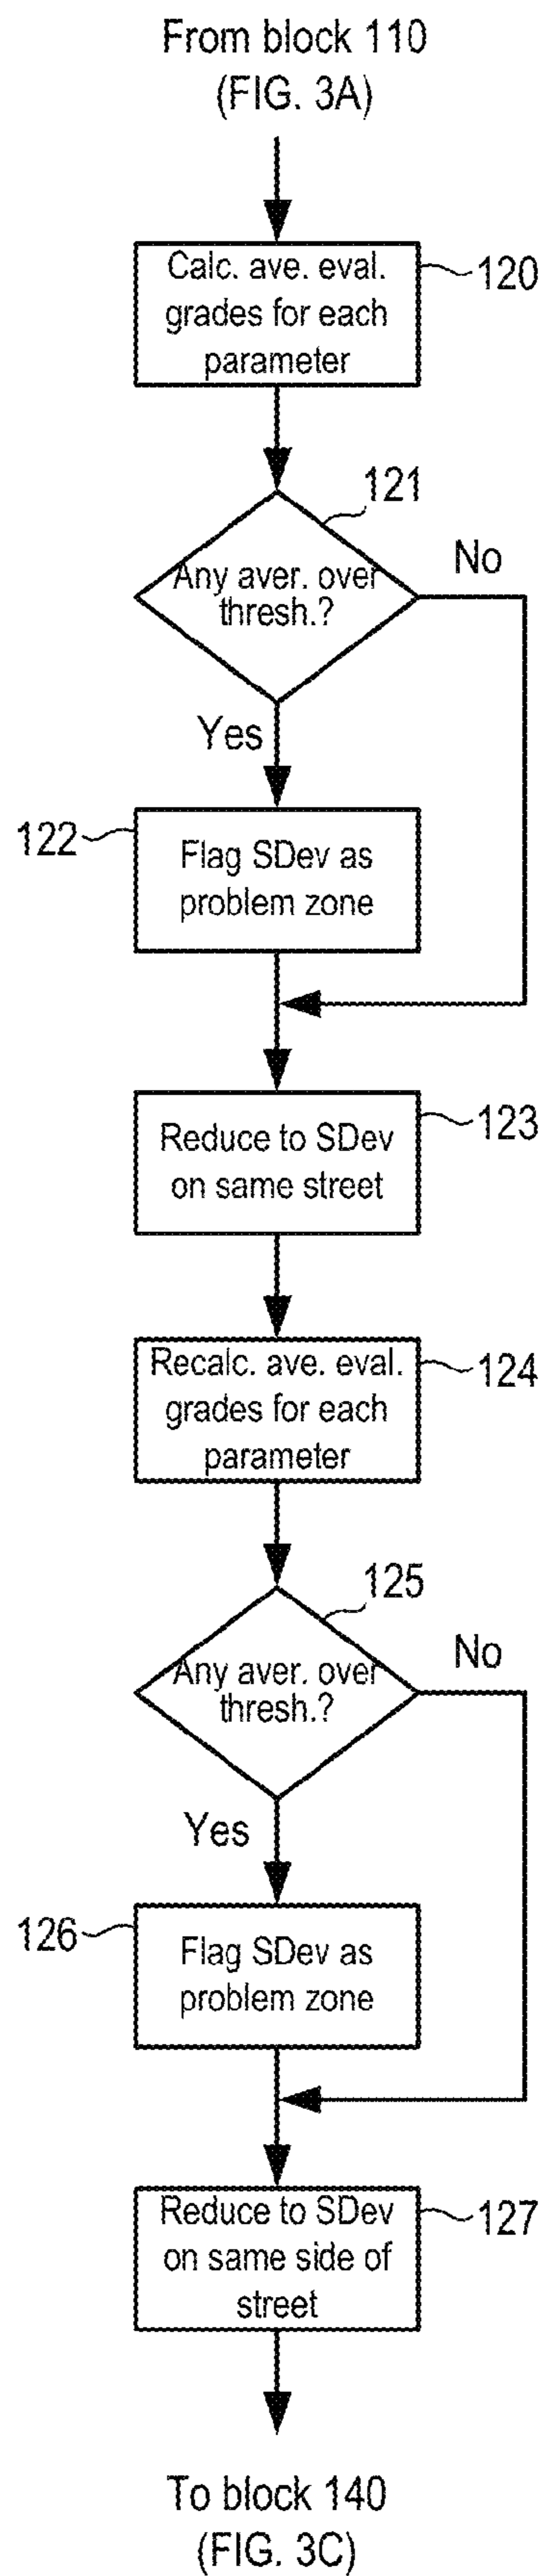 From block 110
(FIG. 3A)
Calc. ave. eval.
grades for each
parameter
120
121
Any aver. over
thresh.?
No
Yes
122
Flag SDev as
problem zone
Reduce to SDev
on same street
123
Recalc. ave. eval.
grades for each
parameter
124
125
Any aver. over
thresh.?
No
Yes
126
Flag SDev as
problem zone
Reduce to SDev
on same side of
street
127
To block 140
(FIG. 3C)